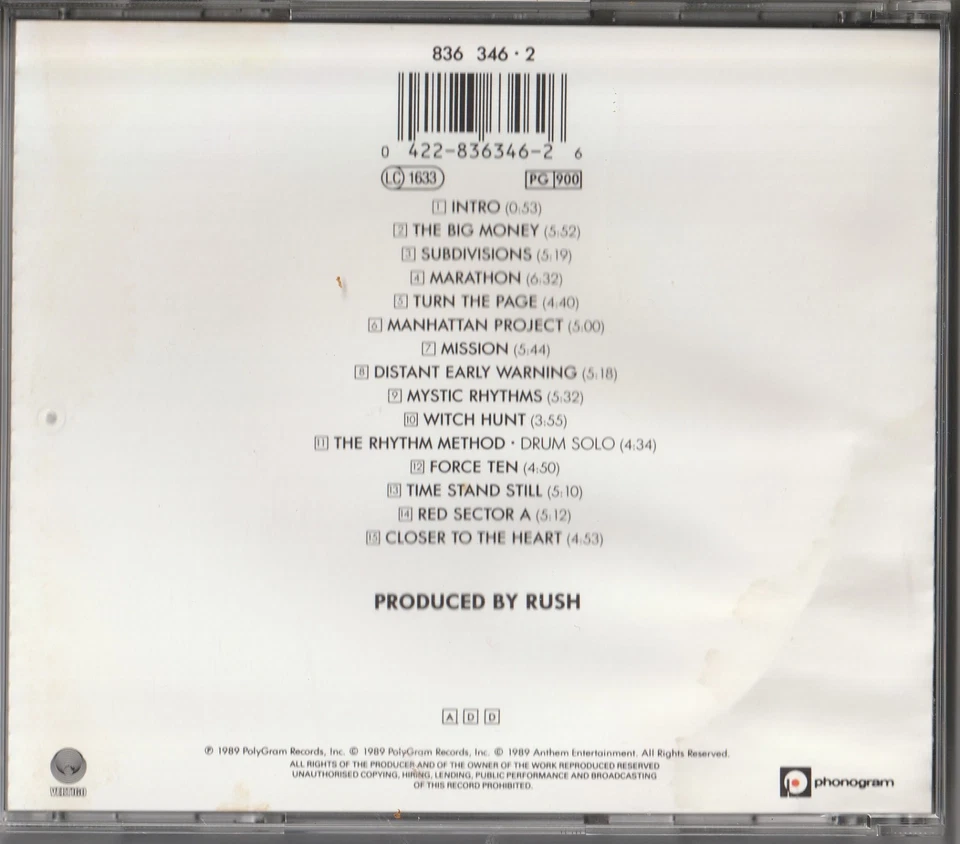 836 346 · 2
0 422-836346-2 6
LC 1633 PG 900
1 INTRO (0:53)
2 THE BIG MONEY (5:52)
3 SUBDIVISIONS (5:19)
4 MARATHON (6:32)
5 TURN THE PAGE (4:40)
6 MANHATTAN PROJECT (5:00)
7 MISSION (5:44)
8 DISTANT EARLY WARNING (5:18)
9 MYSTIC RHYTHMS (5:32)
10 WITCH HUNT (3:55)
11 THE RHYTHM METHOD · DRUM SOLO (4:34)
12 FORCE TEN (4:50)
13 TIME STAND STILL (5:10)
14 RED SECTOR A (5:12)
15 CLOSER TO THE HEART (4:53)
PRODUCED BY RUSH
A D D
℗ 1989 PolyGram Records, Inc. © 1989 PolyGram Records, Inc. © 1989 Anthem Entertainment. All Rights Reserved.
ALL RIGHTS OF THE PRODUCER AND OF THE OWNER OF THE WORK REPRODUCED RESERVED
UNAUTHORISED COPYING, HIRING, LENDING, PUBLIC PERFORMANCE AND BROADCASTING
OF THIS RECORD PROHIBITED.
VERTIGO
phonogram